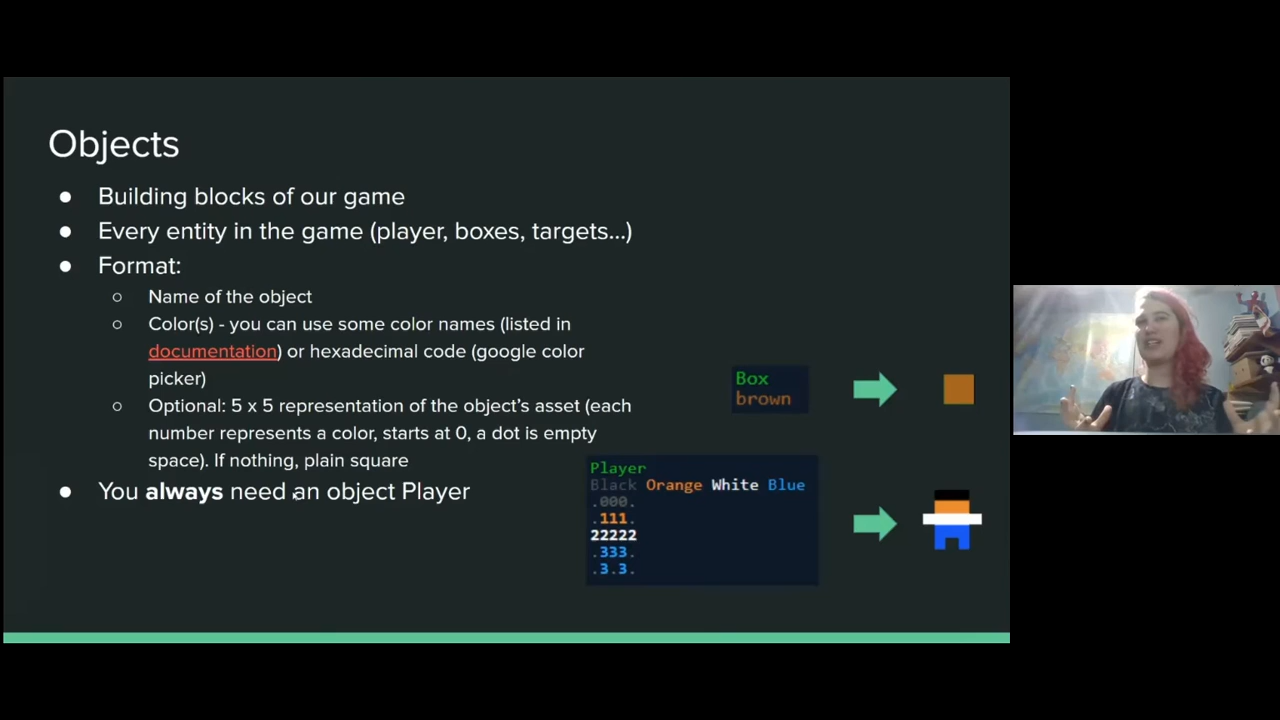 Objects
● Building blocks of our game
● Every entity in the game (player, boxes, targets...)
● Format:
○ Name of the object
○ Color(s) - you can use some color names (listed in
documentation) or hexadecimal code (google color
picker)
○ Optional: 5 x 5 representation of the object's asset (each
number represents a color, starts at 0, a dot is empty
space). If nothing, plain square
● You always need an object Player
Box
brown
Player
Black Orange White Blue
.000.
.111.
22222
.333.
.3.3.